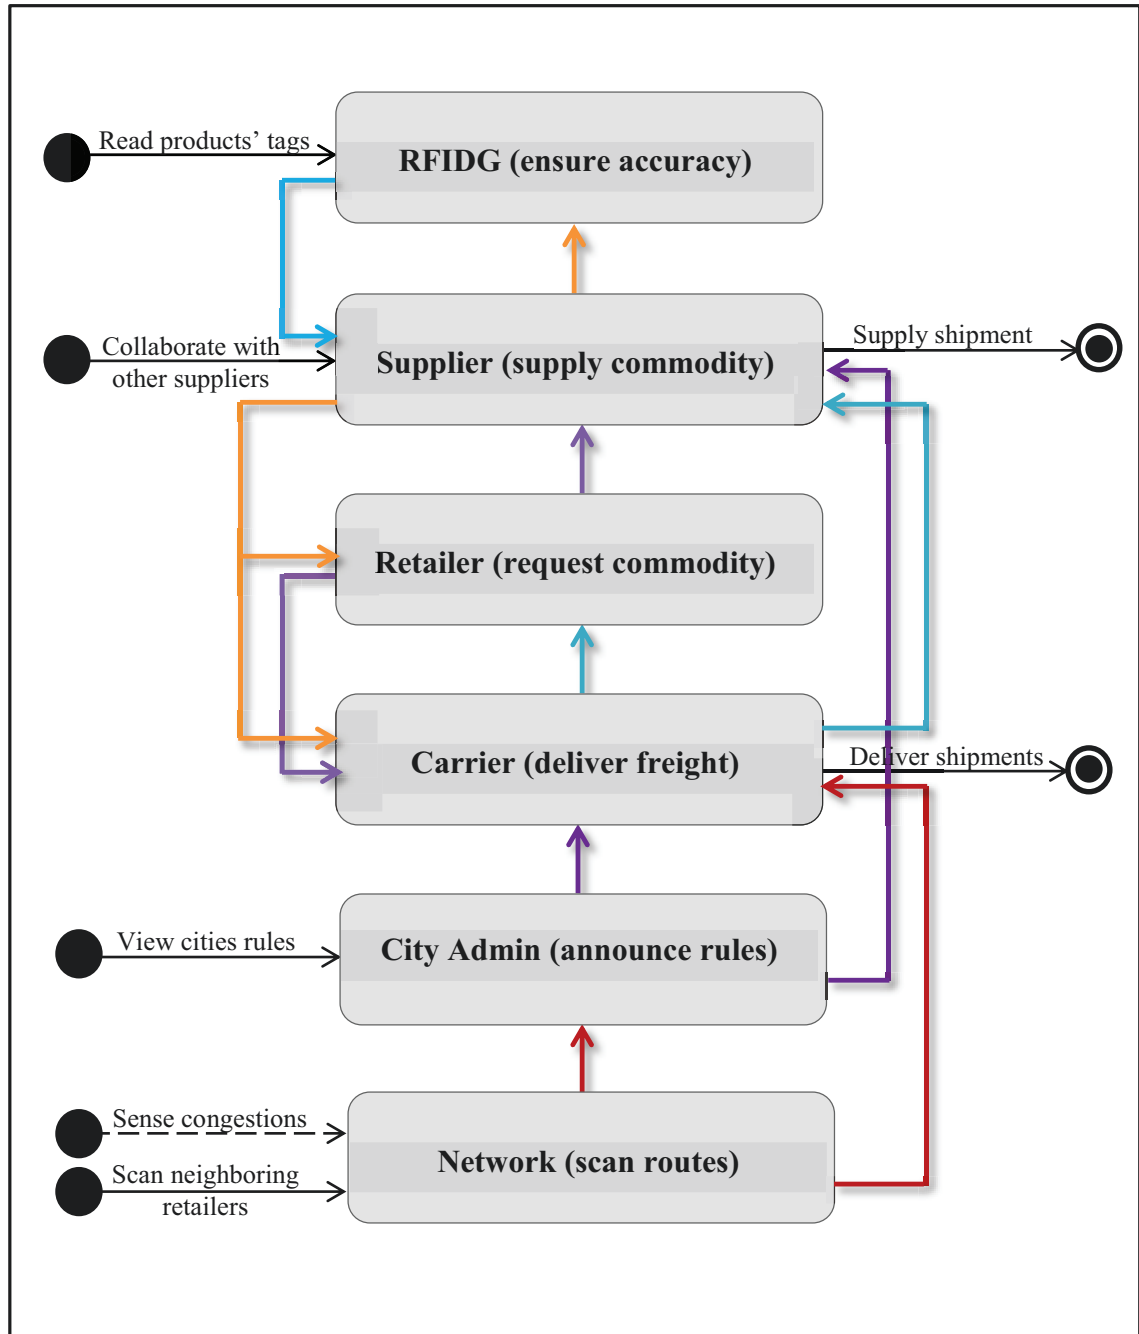 Read products’ tags
RFIDG (ensure accuracy)
Collaborate with
other suppliers
Supplier (supply commodity)
Supply shipment
Retailer (request commodity)
Carrier (deliver freight)
Deliver shipments
View cities rules
City Admin (announce rules)
Sense congestions
Scan neighboring
retailers
Network (scan routes)